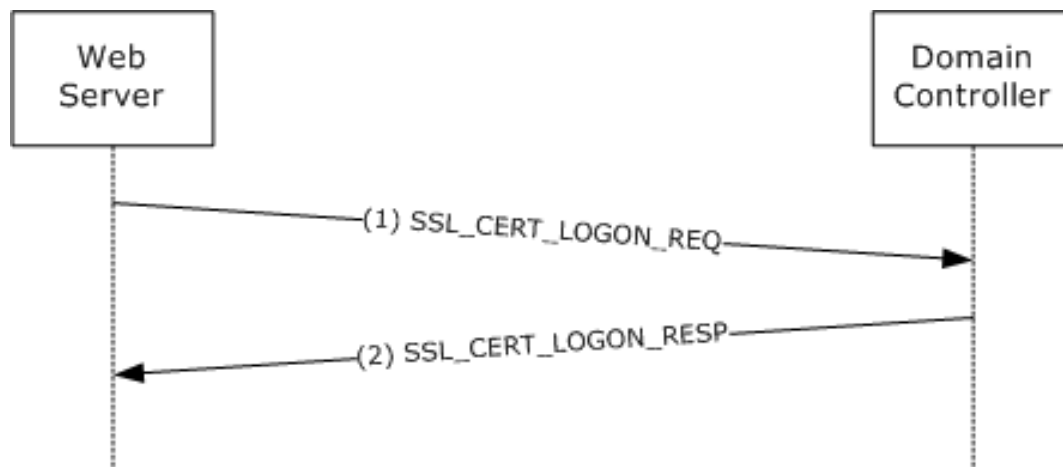 Web
Server
Domain
Controller
(1) SSL_CERT_LOGON_REQ
(2) SSL_CERT_LOGON_RESP